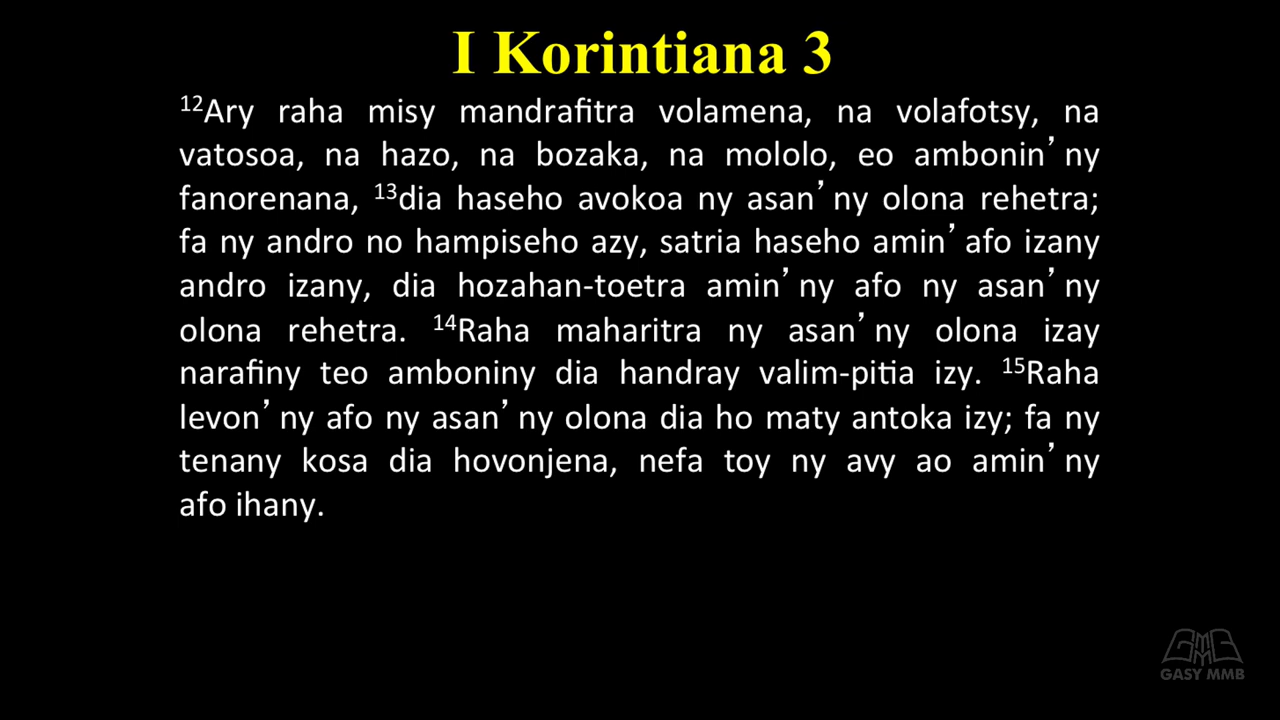 I Korintiana 3
¹²Ary raha misy mandrafitra volamena, na volafotsy, na
vatosoa, na hazo, na bozaka, na mololo, eo ambonin’ny
fanorenana, ¹³dia haseho avokoa ny asan’ny olona rehetra;
fa ny andro no hampiseho azy, satria haseho amin’afo izany
andro izany, dia hozahan-toetra amin’ny afo ny asan’ny
olona rehetra. ¹⁴Raha maharitra ny asan’ny olona izay
narafiny teo amboniny dia handray valim-pitia izy. ¹⁵Raha
levon’ny afo ny asan’ny olona dia ho maty antoka izy; fa ny
tenany kosa dia hovonjena, nefa toy ny avy ao amin’ny
afo ihany.
GMMG
GASY MMB